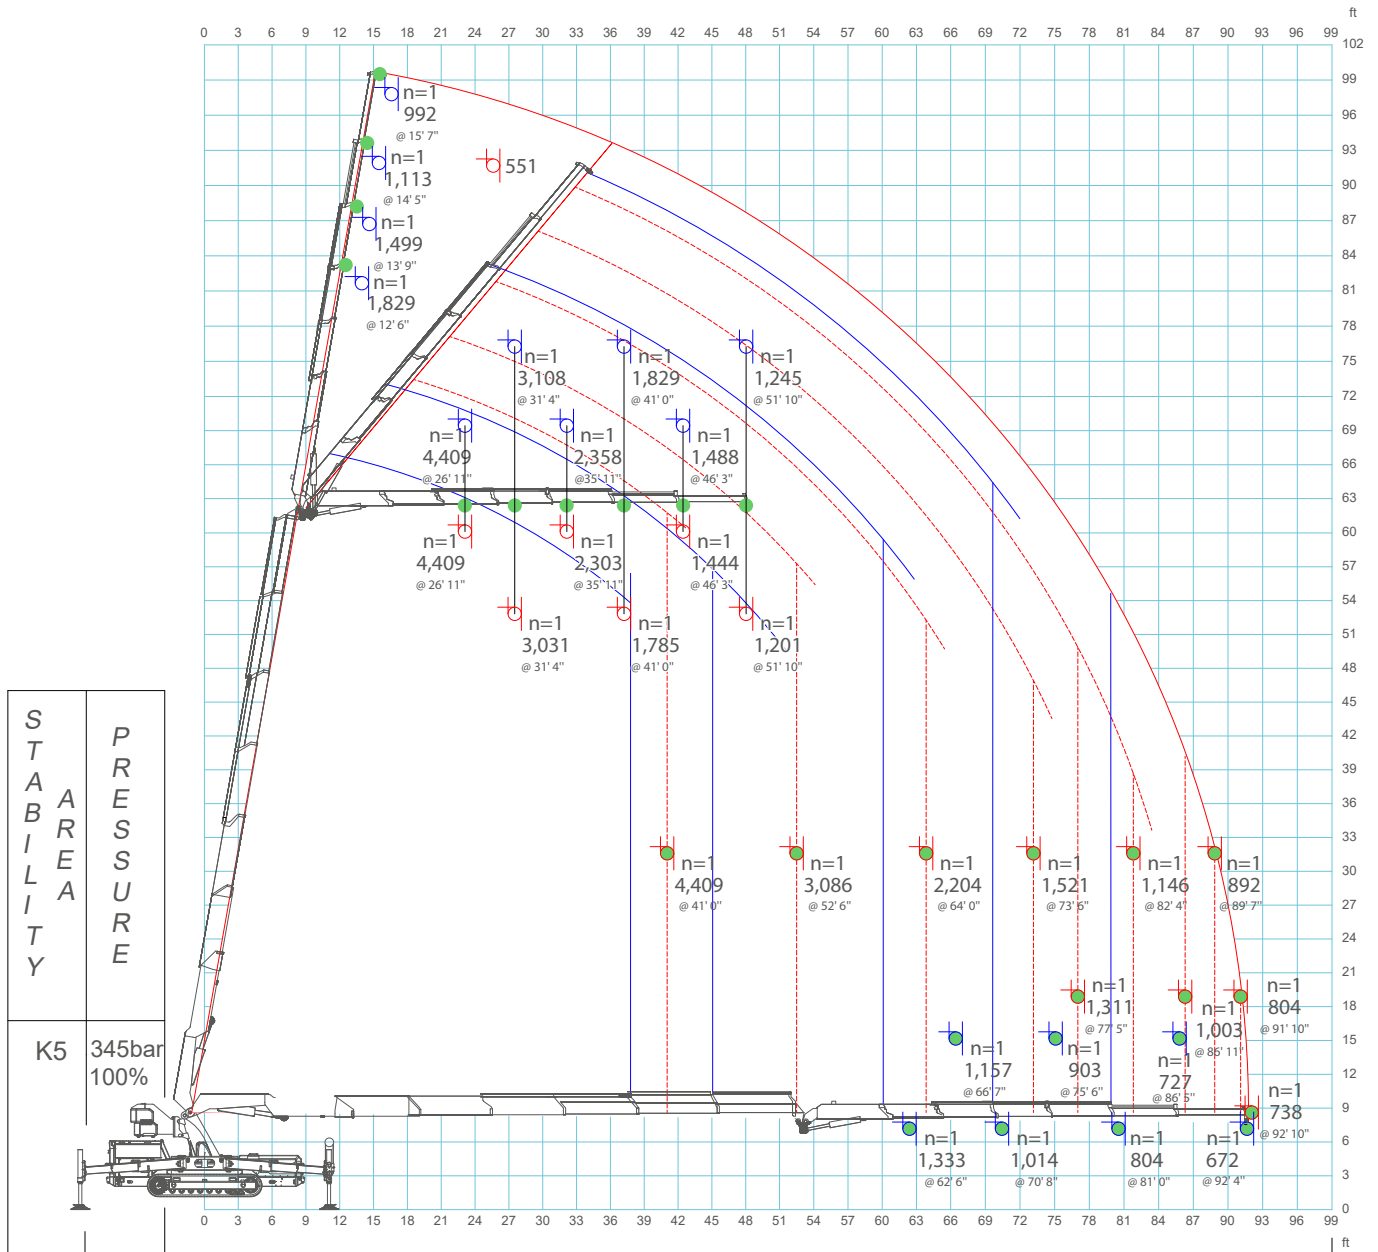 ft
0 3 6 9 12 15 18 21 24 27 30 33 36 39 42 45 48 51 54 57 60 63 66 69 72 75 78 81 84 87 90 93 96 99
102
99
96
93
90
87
84
81
78
75
72
69
66
63
60
57
54
51
48
45
42
39
36
33
30
27
24
21
18
15
12
9
6
3
0
n=1
992
@ 15' 7"
n=1
1,113
@ 14' 5"
n=1
1,499
@ 13' 9"
n=1
1,829
@ 12' 6"
551
n=1
3,108
@ 31' 4"
n=1
1,829
@ 41' 0"
n=1
1,245
@ 51' 10"
n=1
4,409
@ 26' 11"
n=1
2,358
@35' 11"
n=1
1,488
@ 46' 3"
n=1
4,409
@ 26' 11"
n=1
2,303
@ 35' 11"
n=1
1,444
@ 46' 3"
n=1
3,031
@ 31' 4"
n=1
1,785
@ 41' 0"
n=1
1,201
@ 51' 10"
n=1
4,409
@ 41' 0"
n=1
3,086
@ 52' 6"
n=1
2,204
@ 64' 0"
n=1
1,521
@ 73' 6"
n=1
1,146
@ 82' 4"
n=1
892
@ 89' 7"
n=1
1,311
@ 77' 5"
n=1
1,003
@ 86' 11"
n=1
804
@ 91' 10"
n=1
1,157
@ 66' 7"
n=1
903
@ 75' 6"
n=1
727
@ 86' 5"
n=1
738
@ 92' 10"
n=1
1,333
@ 62' 6"
n=1
1,014
@ 70' 8"
n=1
804
@ 81' 0"
n=1
672
@ 92' 4"
STABILITY
AREA
PRESSURE
K5
345bar
100%
0 3 6 9 12 15 18 21 24 27 30 33 36 39 42 45 48 51 54 57 60 63 66 69 72 75 78 81 84 87 90 93 96 99
ft